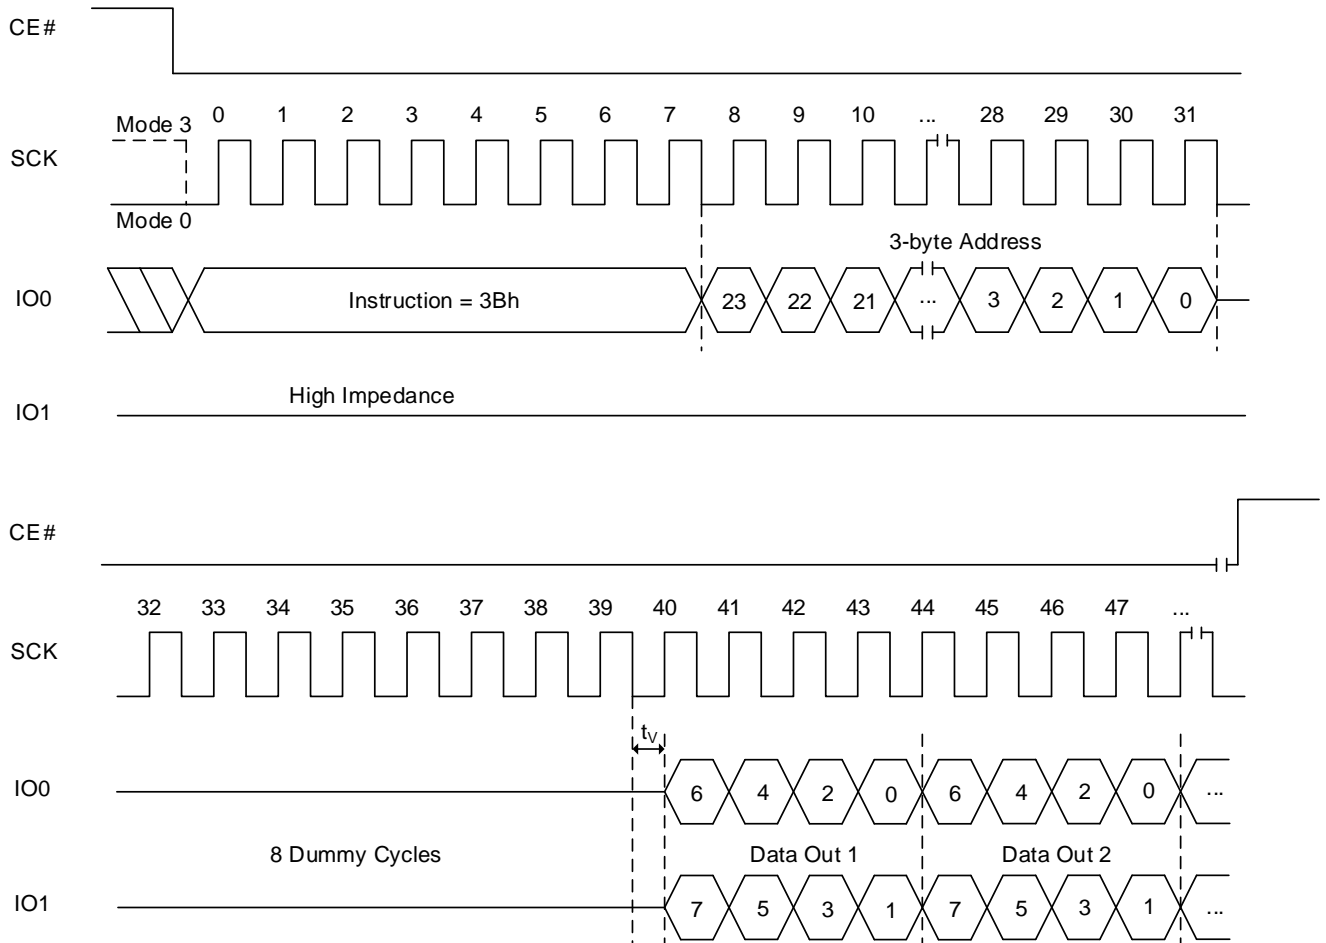 CE#
0 1 2 3 4 5 6 7 8 9 10 ... 28 29 30 31
Mode 3
SCK
Mode 0
3-byte Address
IO0 Instruction = 3Bh 23 22 21 ... 3 2 1 0
High Impedance
IO1
CE#
32 33 34 35 36 37 38 39 40 41 42 43 44 45 46 47 ...
SCK
tV
IO0 6 4 2 0 6 4 2 0 ...
8 Dummy Cycles Data Out 1 Data Out 2
IO1 7 5 3 1 7 5 3 1 ...